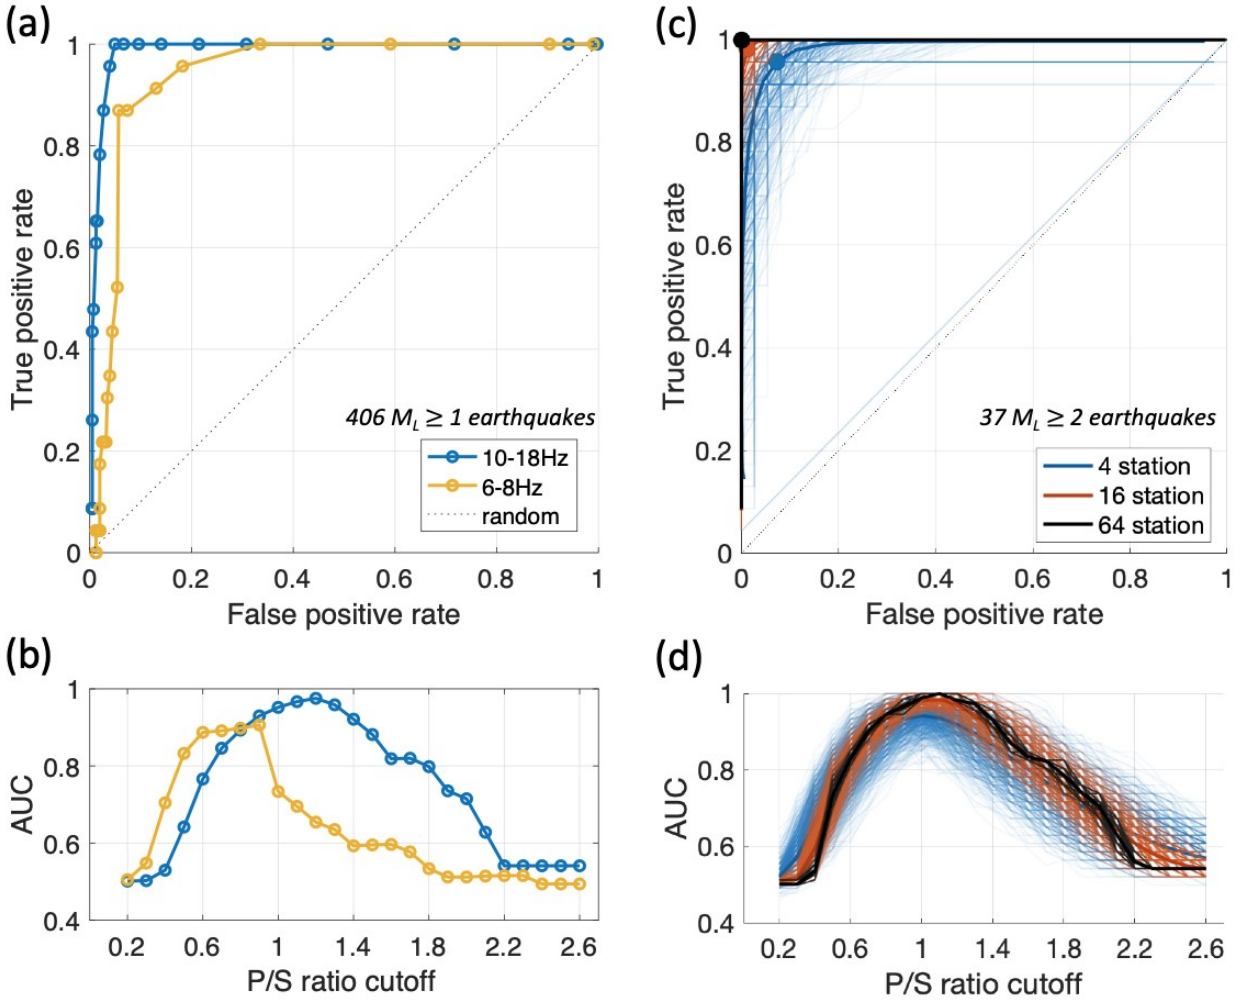 (a)
1
0.8
0.6
0.4
0.2
0
True positive rate
0 0.2 0.4 0.6 0.8 1
False positive rate
406 M_L ≥ 1 earthquakes
10-18Hz
6-8Hz
random
(c)
1
0.8
0.6
0.4
0.2
0
True positive rate
0 0.2 0.4 0.6 0.8 1
False positive rate
37 M_L ≥ 2 earthquakes
4 station
16 station
64 station
(b)
1
0.8
0.6
0.4
AUC
0.2 0.6 1 1.4 1.8 2.2 2.6
P/S ratio cutoff
(d)
1
0.8
0.6
0.4
AUC
0.2 0.6 1 1.4 1.8 2.2 2.6
P/S ratio cutoff